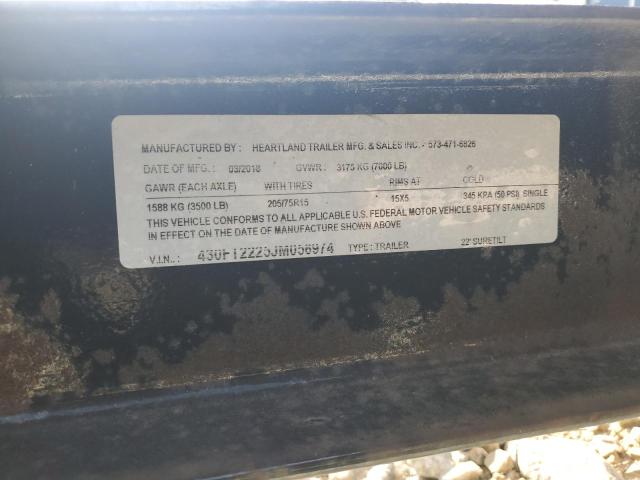 MANUFACTURED BY: HEARTLAND TRAILER MFG. & SALES INC. - 573-471-6826
DATE OF MFG.: 03/2018 GVWR: 3175 KG (7000 LB)
GAWR (EACH AXLE) WITH TIRES RIMS AT COLD
1588 KG (3500 LB) 205/75R15 15X5 345 KPA (50 PSI) SINGLE
THIS VEHICLE CONFORMS TO ALL APPLICABLE U.S. FEDERAL MOTOR VEHICLE SAFETY STANDARDS
IN EFFECT ON THE DATE OF MANUFACTURE SHOWN ABOVE
V.I.N.: TYPE: TRAILER 22' SURETILT